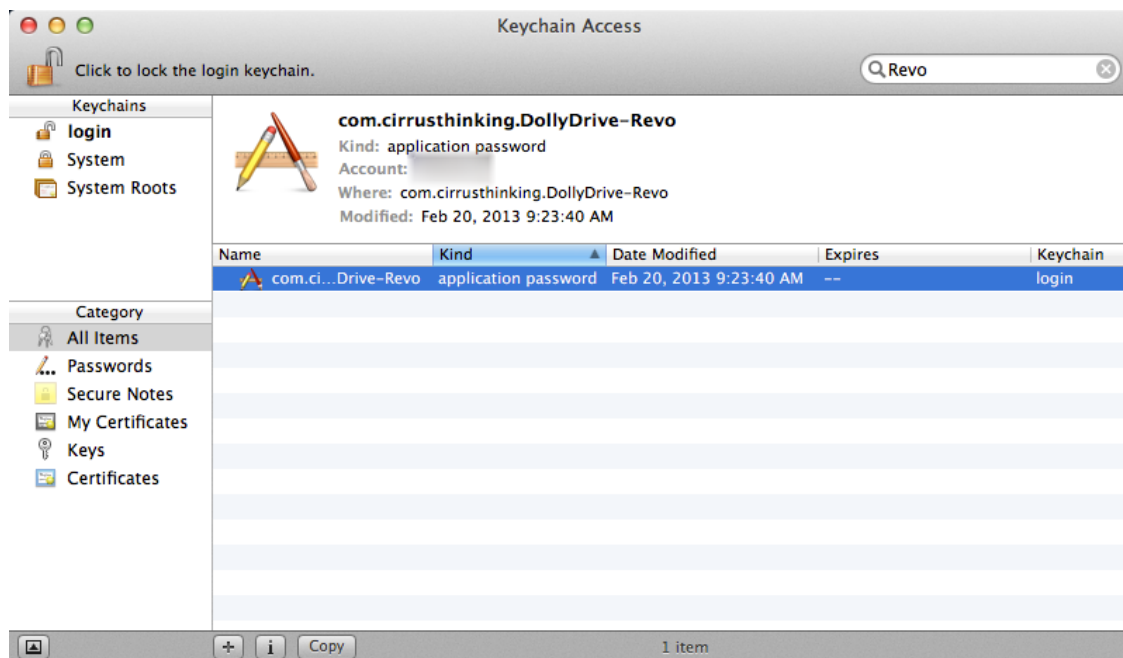 Keychain Access
Click to lock the login keychain.
Revo
Keychains
login
System
System Roots
com.cirrusthinking.DollyDrive-Revo
Kind: application password
Account:
Where: com.cirrusthinking.DollyDrive-Revo
Modified: Feb 20, 2013 9:23:40 AM
Name Kind Date Modified Expires Keychain
com.ci...Drive-Revo application password Feb 20, 2013 9:23:40 AM -- login
Category
All Items
Passwords
Secure Notes
My Certificates
Keys
Certificates
+ i Copy 1 item